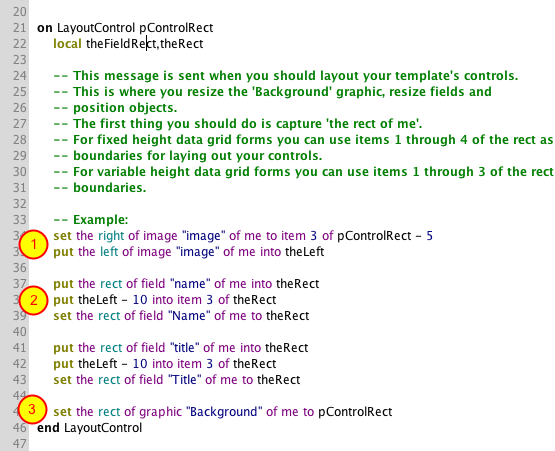 20
21 on LayoutControl pControlRect
22 local theFieldRect,theRect
23
24 -- This message is sent when you should layout your template's controls.
25 -- This is where you resize the 'Background' graphic, resize fields and
26 -- position objects.
27 -- The first thing you should do is capture 'the rect of me'.
28 -- For fixed height data grid forms you can use items 1 through 4 of the rect as
29 -- boundaries for laying out your controls.
30 -- For variable height data grid forms you can use items 1 through 3 of the rect
31 -- boundaries.
32
33 -- Example:
34 set the right of image "image" of me to item 3 of pControlRect - 5
1
35 put the left of image "image" of me into theLeft
36
37 put the rect of field "name" of me into theRect
2 put theLeft - 10 into item 3 of theRect
39 set the rect of field "Name" of me to theRect
40
41 put the rect of field "title" of me into theRect
42 put theLeft - 10 into item 3 of theRect
43 set the rect of field "Title" of me to theRect
44
3 set the rect of graphic "Background" of me to pControlRect
46 end LayoutControl
47